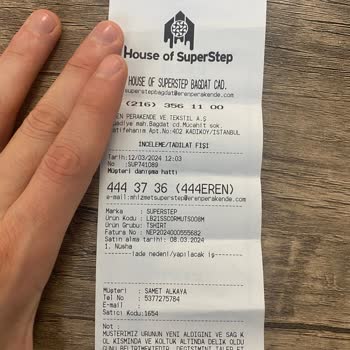 House of SuperStep
HOUSE OF SUPERSTEP BAGDAT CAD.
superstepbagdat@erenperakende.com
(216) 356 11 00
EN PERAKENDE VE TEKSTIL A.Ş
adiye mah.Bagdat cd.Mucahit sok.
atifehanim Apt.No:402 KADIKOY/ISTANBUL
INCELEME/TADILAT FIŞI
Tarih:12/03/2024 12:03
No :SUP741089
Müşteri danışma hattı
444 37 36 (444EREN)
e-mail:mhizmetsuperstep@erenperakende.com
Marka : SUPERSTEP
Ürün Kodu : LB21SSCORMUTSOOBM
Ürün Grubu: TSHIRT
Fatura No : NEP2024000555682
Satin alma tarihi: 08.03.2024
1. Nüsha
İade nedeni/yapılacak iş
Müşteri : SAMET ALKAYA
Tel No : 5377275784
E-mail :
Satıcı Kodu:1654
Not :
MUSTERIMIZ URUNUN YENI ALDIGINI VE SAG K
OL KISMINDA VE KOLTUK ALTINDA DELIK OLDU